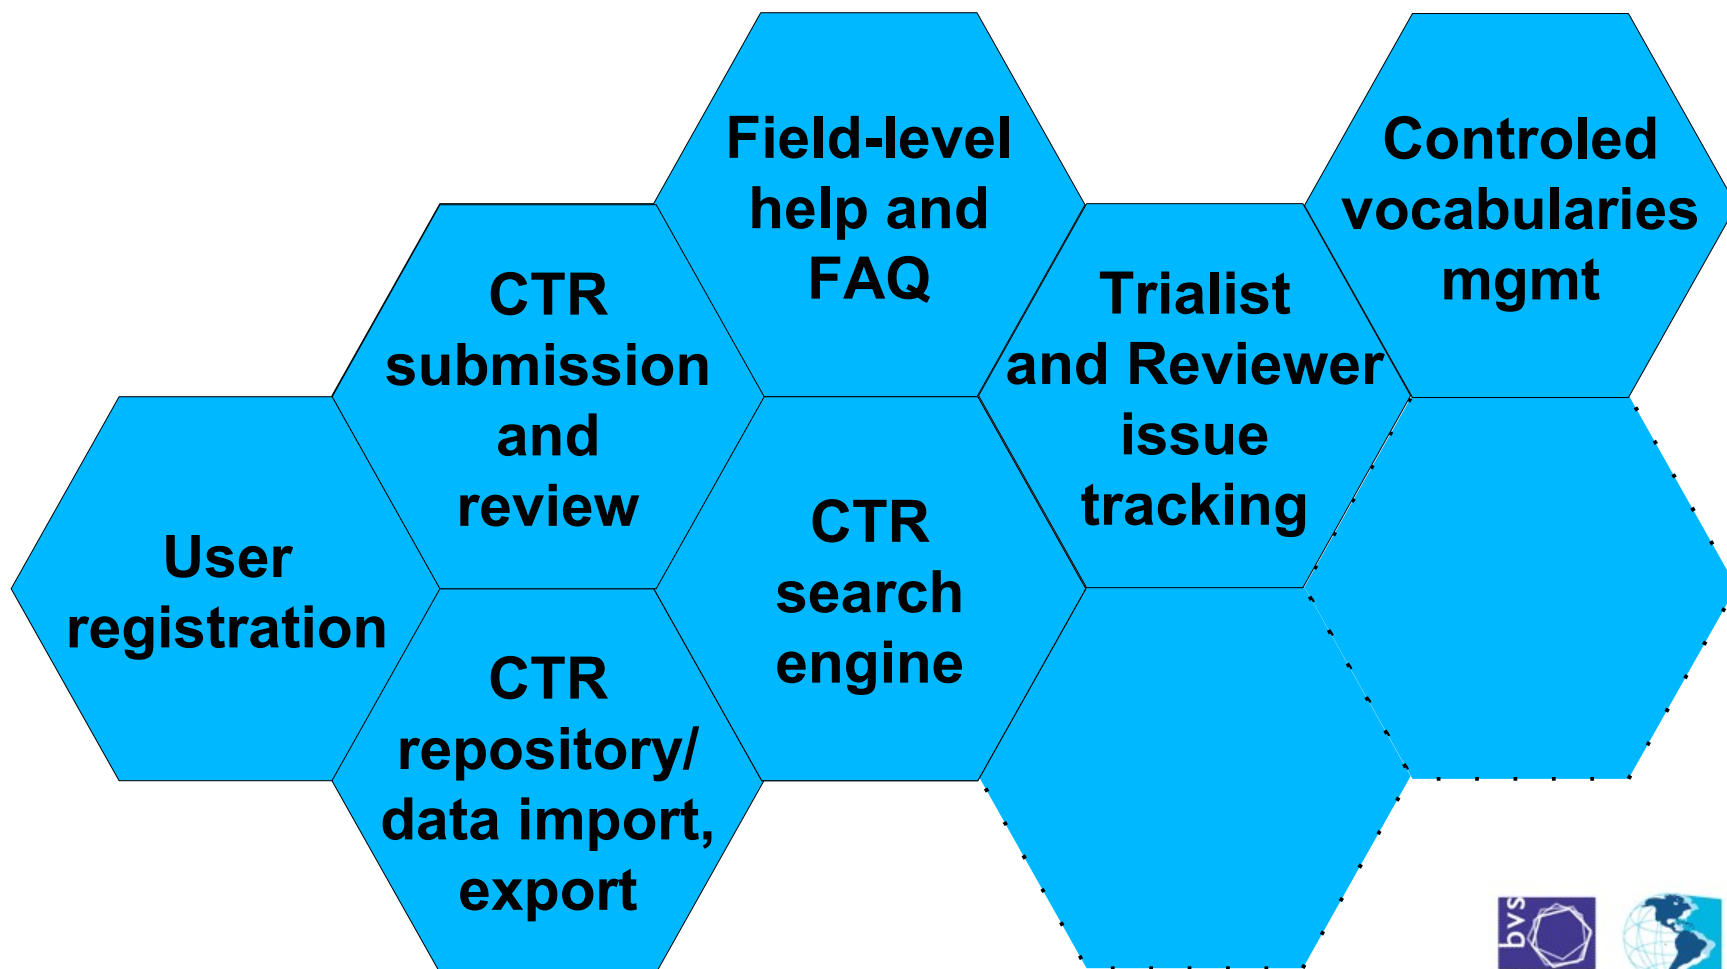 Field-level
help and
FAQ
Controled
vocabularies
mgmt
CTR
submission
and
review
Trialist
and Reviewer
issue
tracking
User
registration
CTR
search
engine
CTR
repository/
data import,
export
bvs